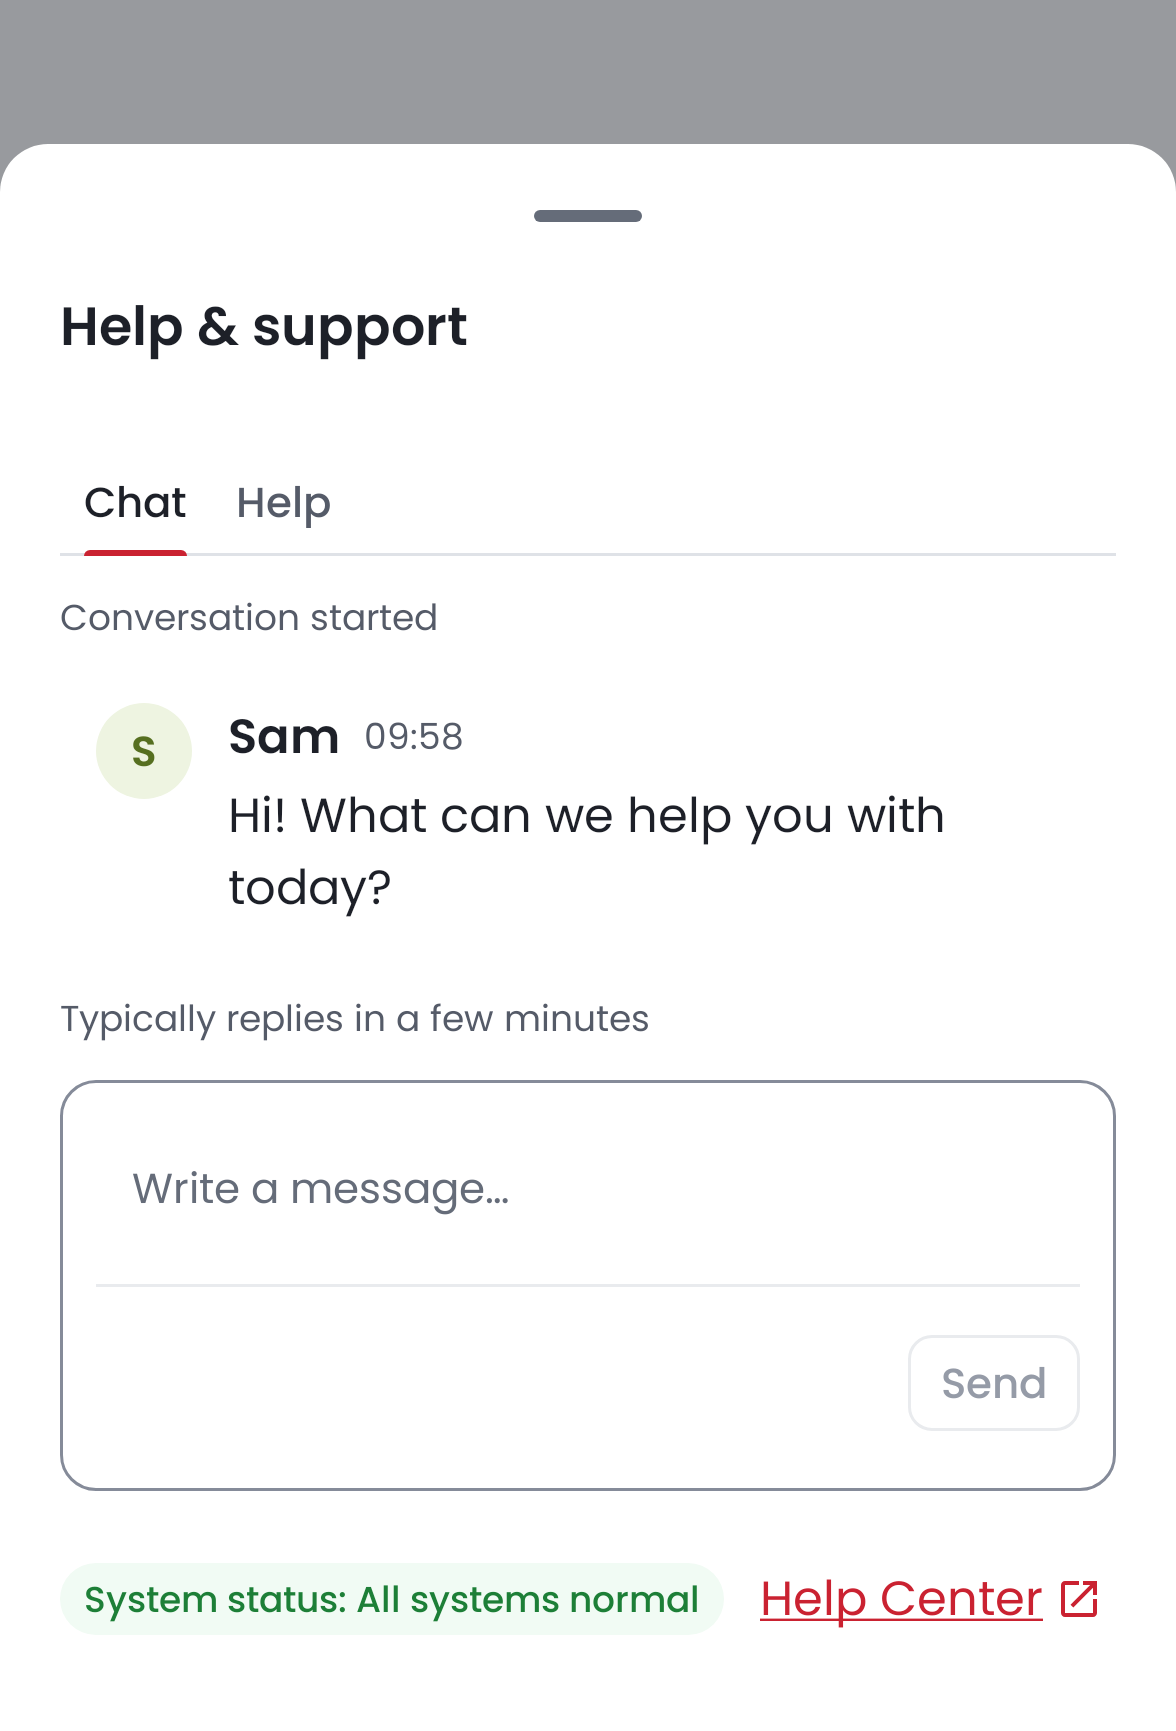 Help & support
Chat Help
Conversation started
S
Sam 09:58
Hi! What can we help you with
today?
Typically replies in a few minutes
Write a message...
Send
System status: All systems normal Help Center